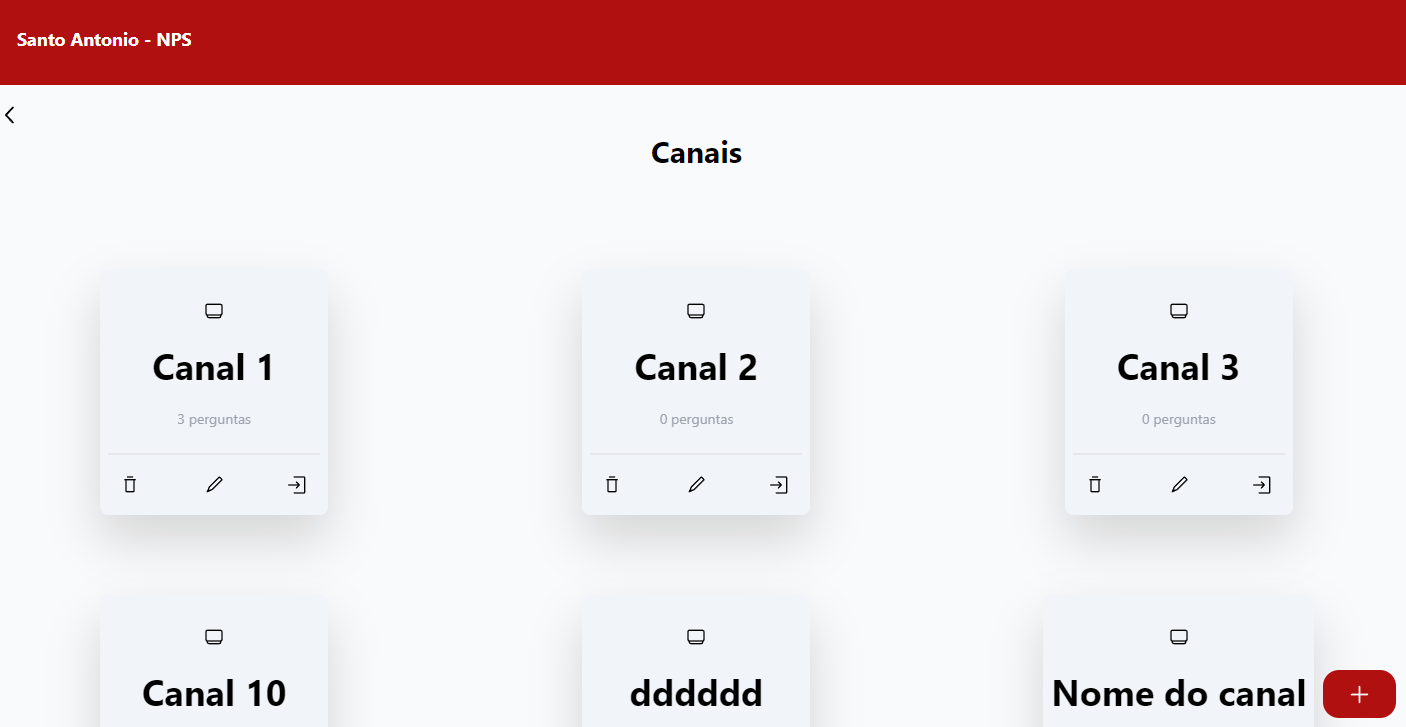 Santo Antonio - NPS
Canais
Canal 1
3 perguntas
Canal 2
0 perguntas
Canal 3
0 perguntas
Canal 10
dddddd
Nome do canal